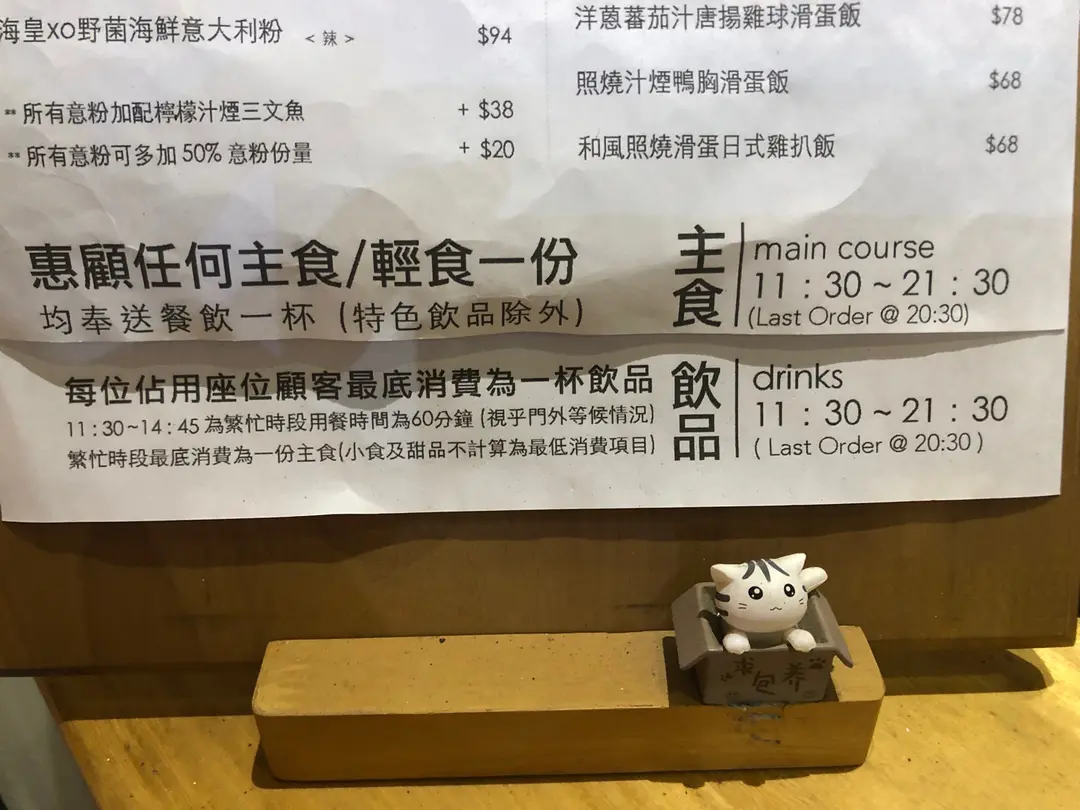 海皇xo野菌海鮮意大利粉 <辣> $94
**所有意粉加配檸檬汁煙三文魚 + $38
**所有意粉可多加50%意粉份量 + $20
洋蔥蕃茄汁唐揚雞球滑蛋飯 $78
照燒汁煙鴨胸滑蛋飯 $68
和風照燒滑蛋日式雞扒飯 $68
惠顧任何主食/輕食一份
均奉送餐飲一杯 (特色飲品除外)
主食
main course
11 : 30 ~ 21 : 30
(Last Order @ 20:30)
每位佔用座位顧客最底消費為一杯飲品
11 : 30~14 : 45 為繁忙時段用餐時間為60分鐘 (視乎門外等候情況)
繁忙時段最底消費為一份主食(小食及甜品不計算為最低消費項目)
飲品
drinks
11 : 30 ~ 21 : 30
( Last Order @ 20:30 )
求包养